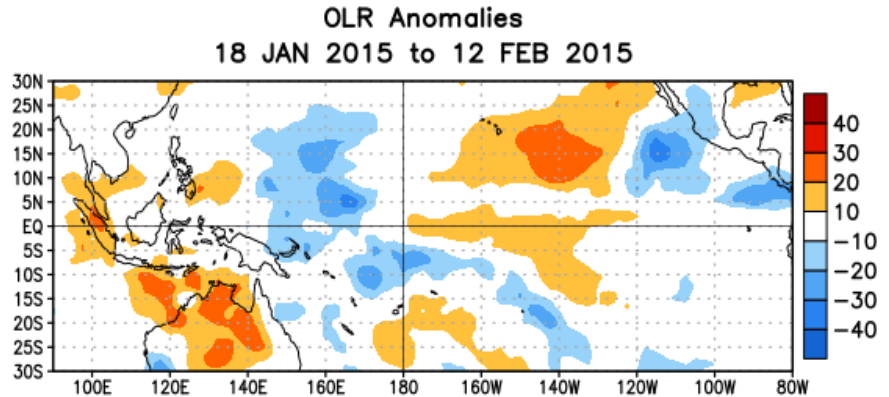 OLR Anomalies
18 JAN 2015 to 12 FEB 2015
30N
25N
20N
15N
10N
5N
EQ
5S
10S
15S
20S
25S
30S
100E 120E 140E 160E 180 160W 140W 120W 100W 80W
40
30
20
10
−10
−20
−30
−40